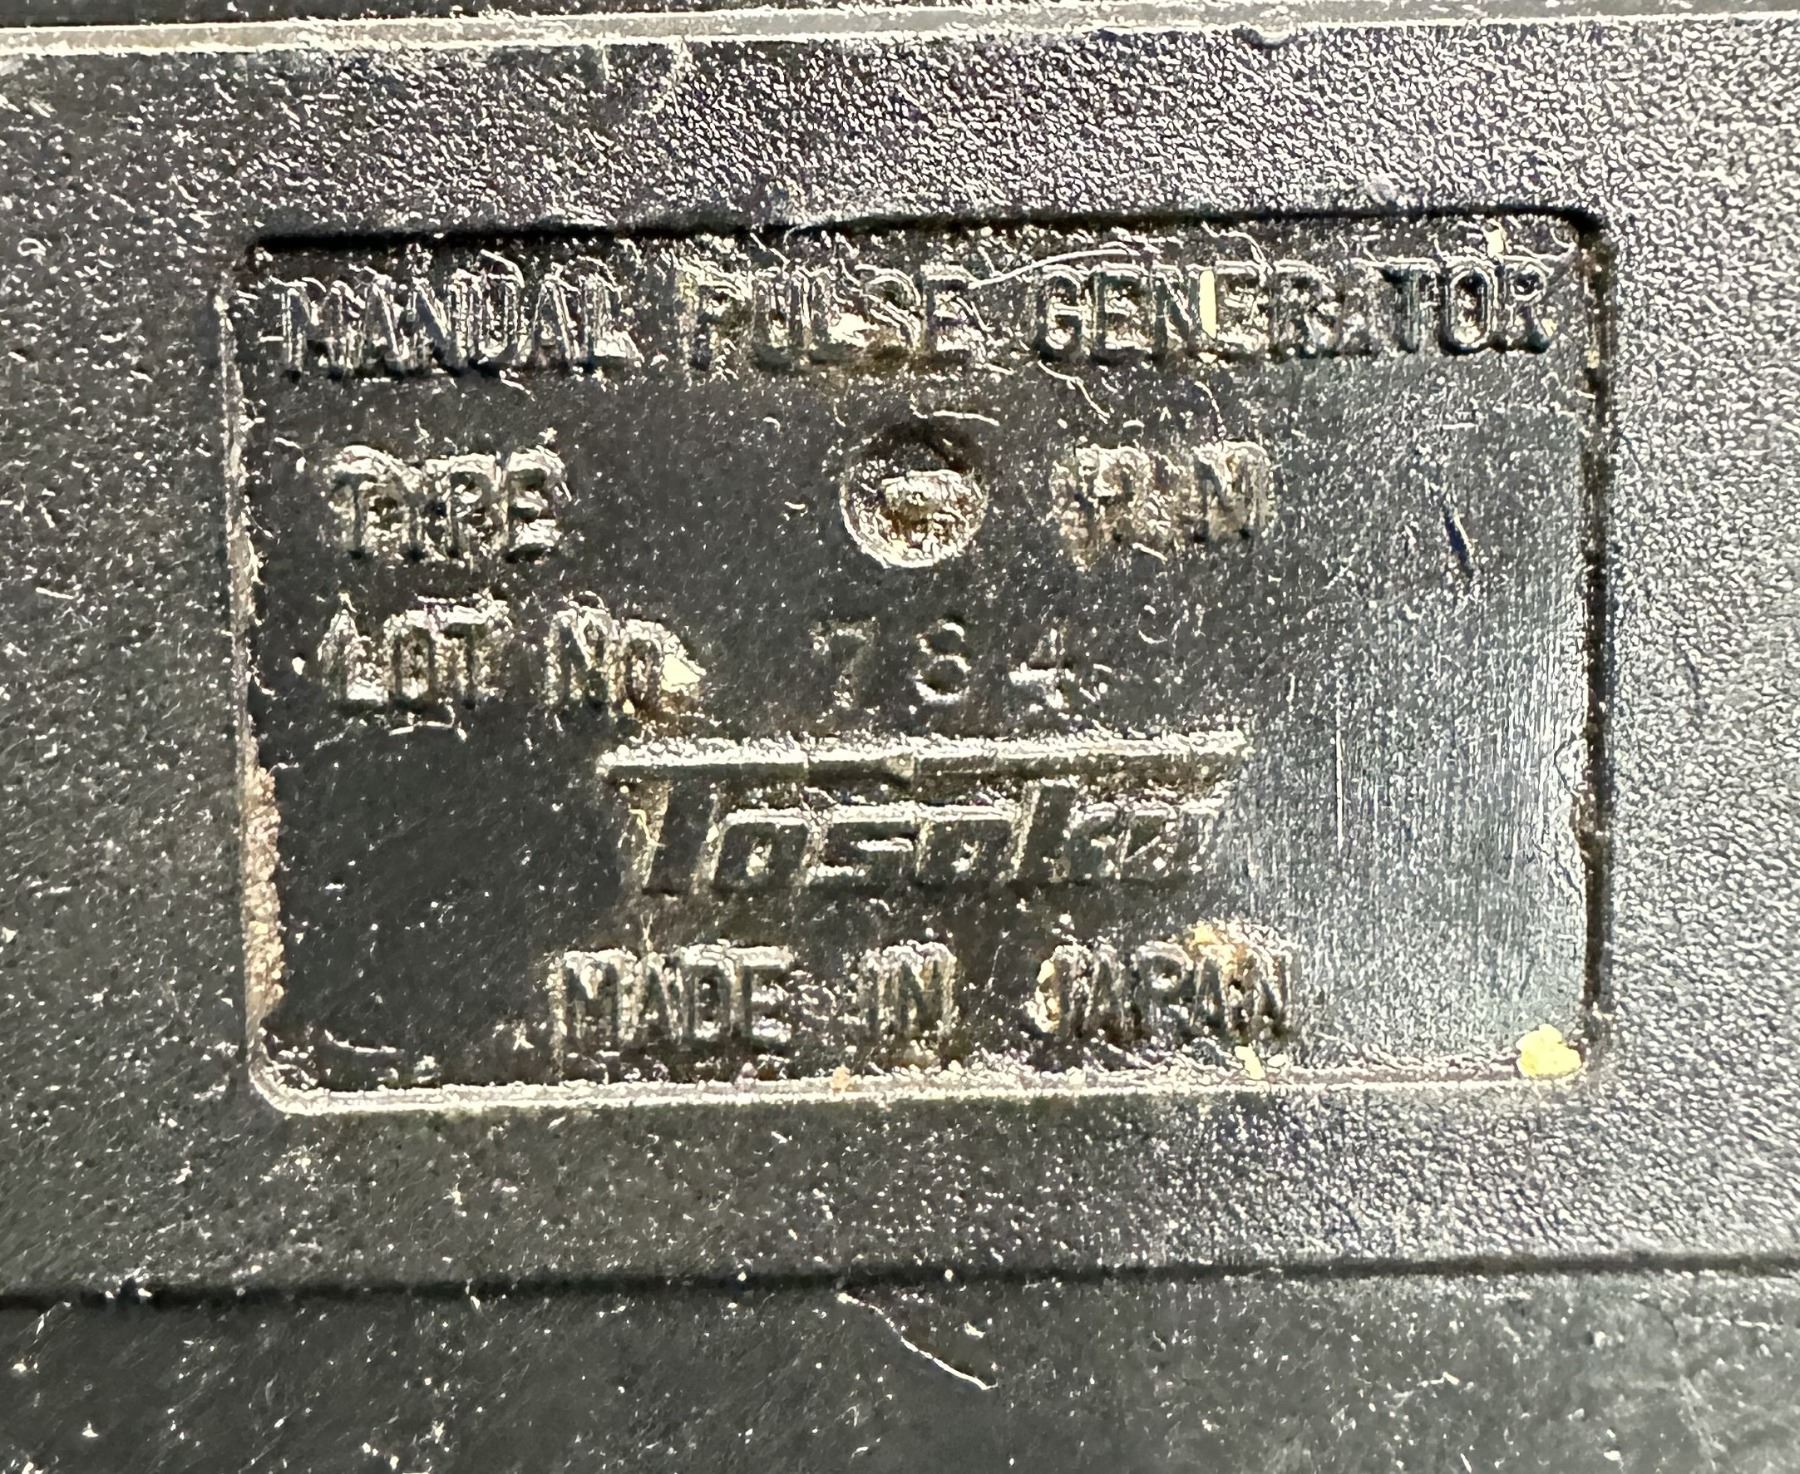 MANUAL PULSE GENERATOR
TYPE
LOT No. 784
Tosoku
MADE IN JAPAN